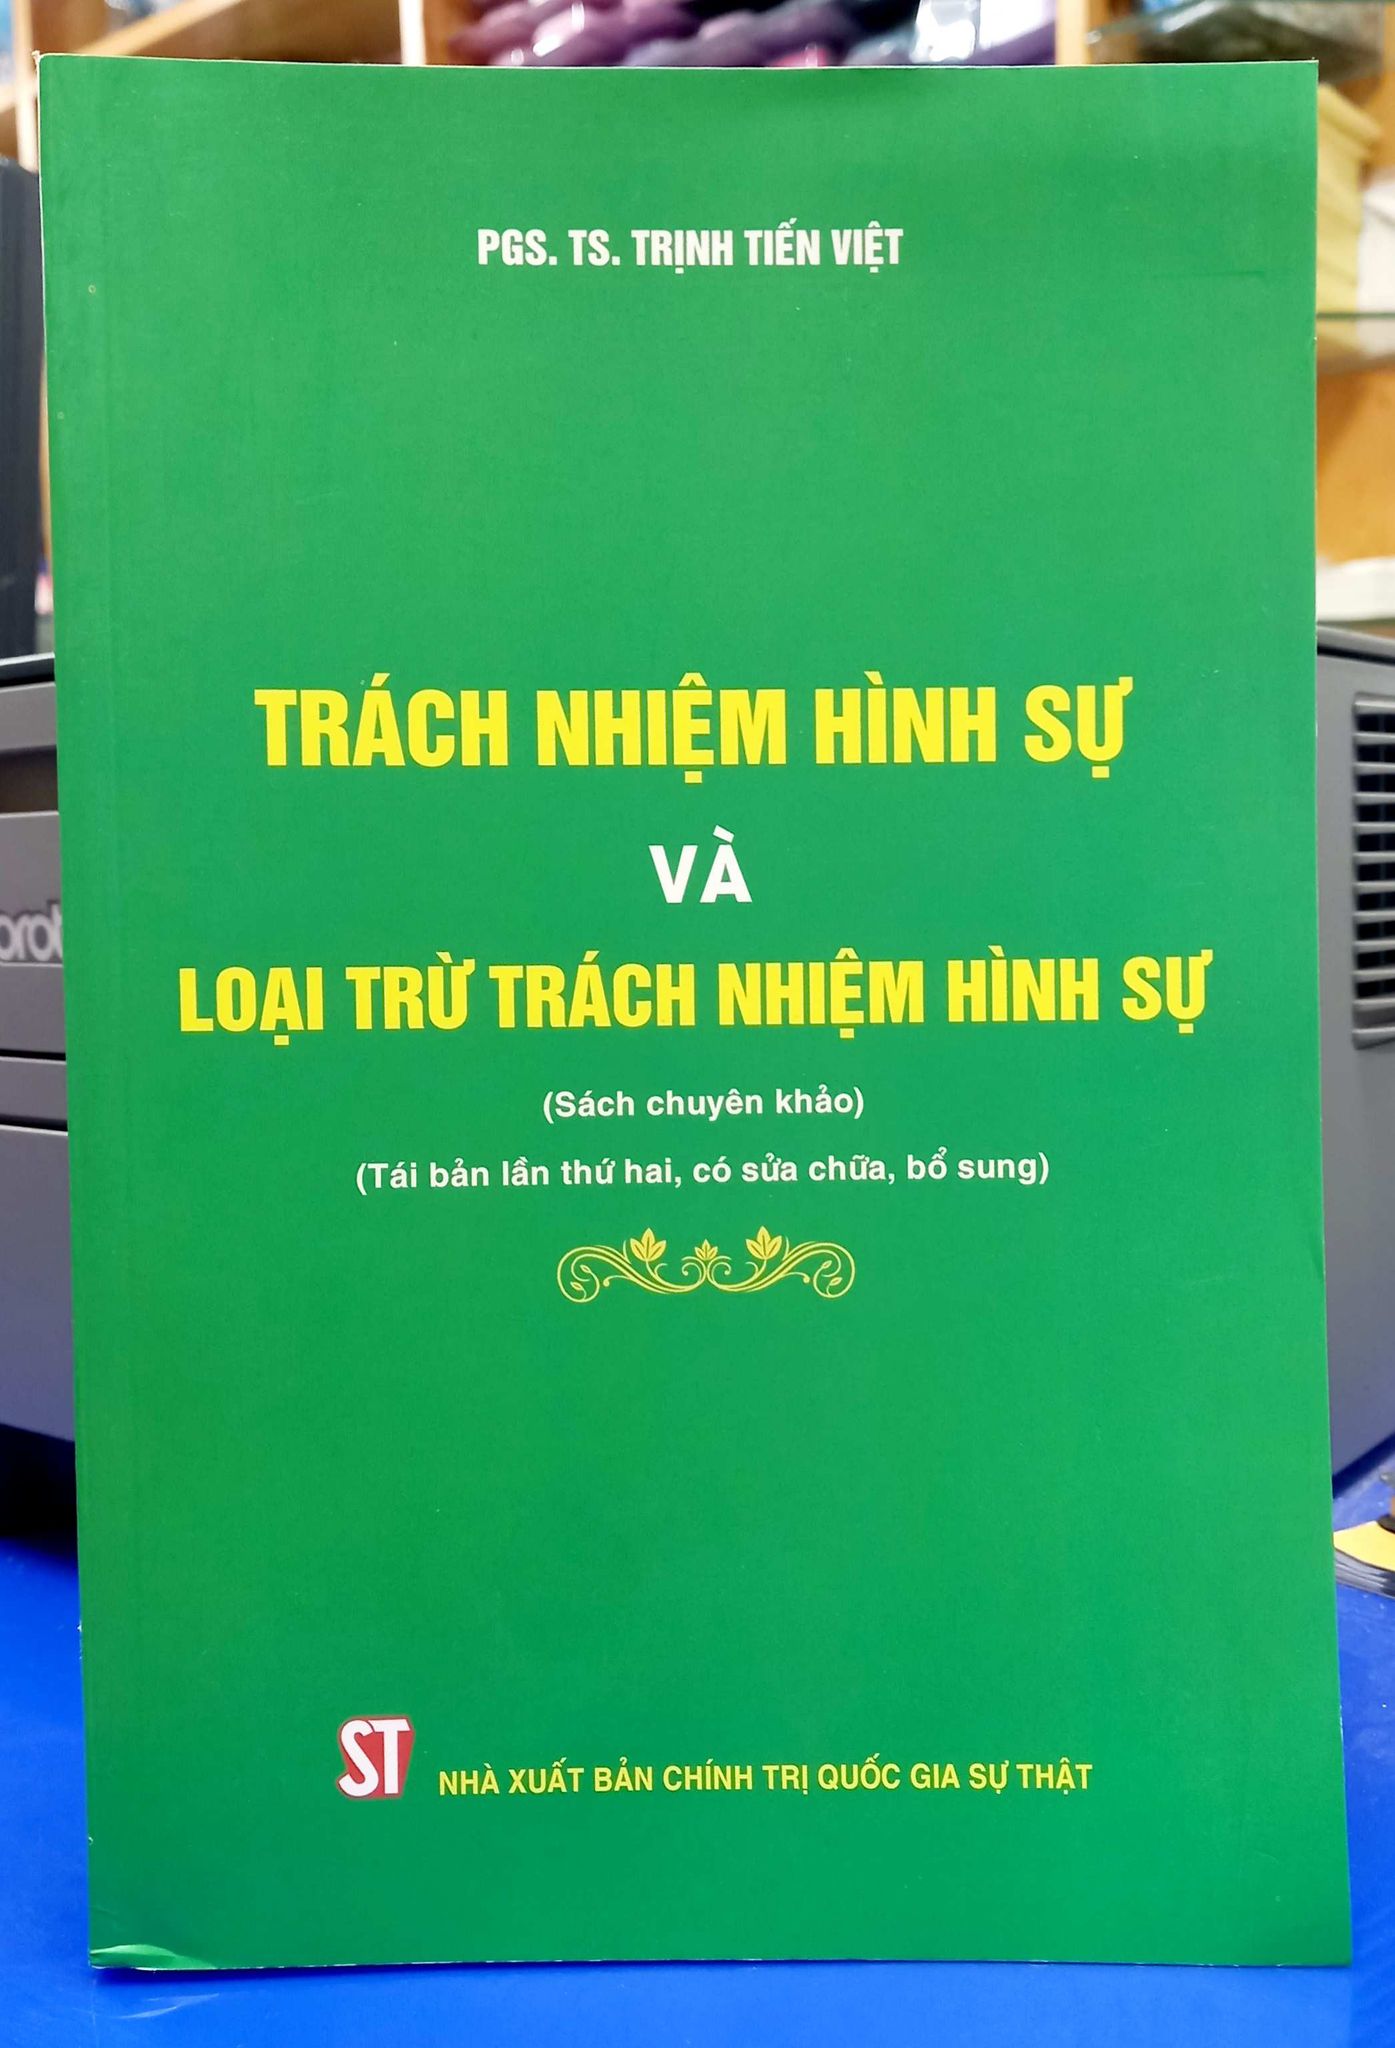 PGS. TS. TRỊNH TIẾN VIỆT
TRÁCH NHIỆM HÌNH SỰ
VÀ
LOẠI TRỪ TRÁCH NHIỆM HÌNH SỰ
(Sách chuyên khảo)
(Tái bản lần thứ hai, có sửa chữa, bổ sung)
ST NHÀ XUẤT BẢN CHÍNH TRỊ QUỐC GIA SỰ THẬT